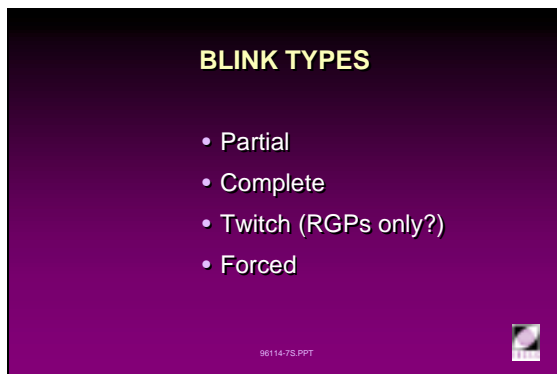 BLINK TYPES
• Partial
• Complete
• Twitch (RGPs only?)
• Forced
96114-7S.PPT